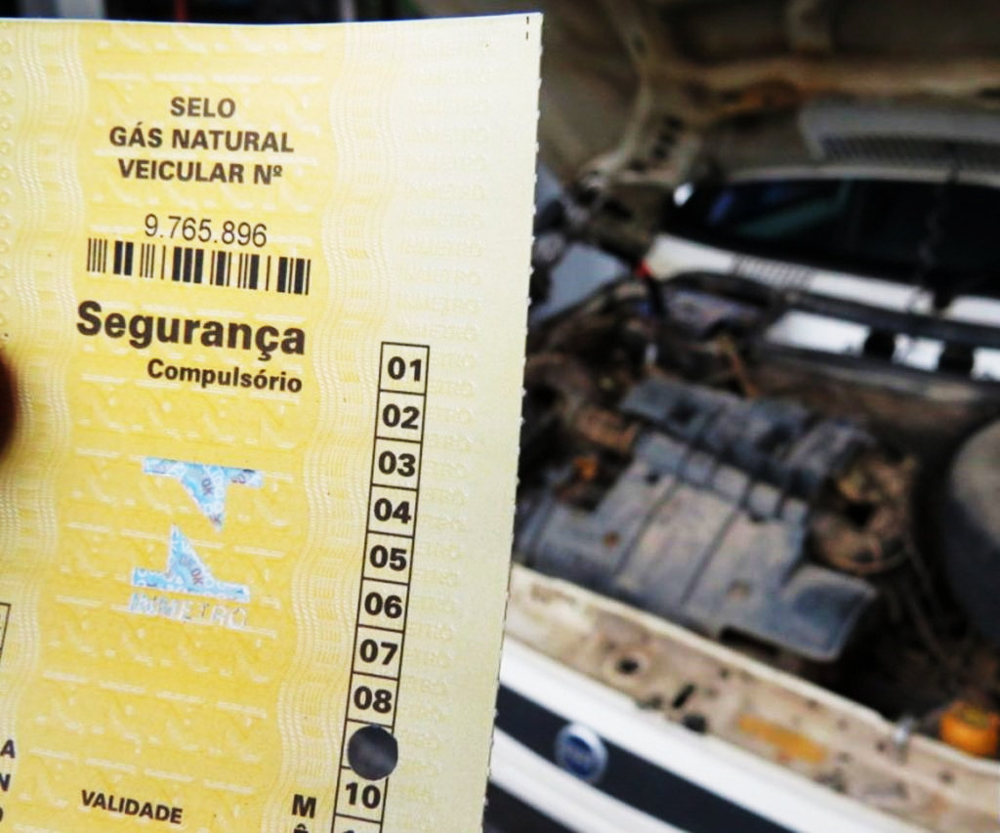 SELO
GÁS NATURAL
VEICULAR Nº
9.765.896
Segurança
Compulsório
01
02
03
04
05
06
07
08
10
INMETRO
VALIDADE
M
A
N